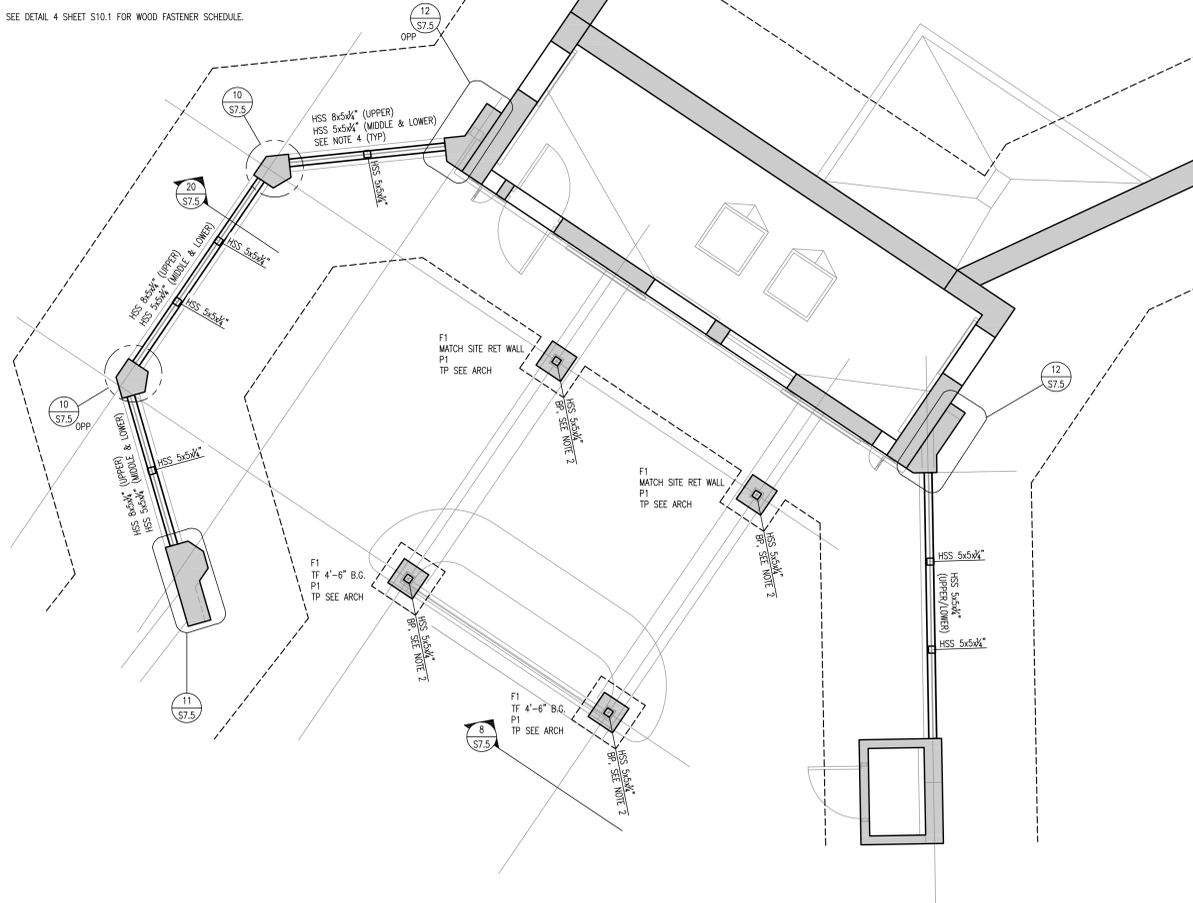 SEE DETAIL 4 SHEET S10.1 FOR WOOD FASTENER SCHEDULE.
12
S7.5
OPP
10
S7.5
HSS 8x5x¼" (UPPER)
HSS 5x5x¼" (MIDDLE & LOWER)
SEE NOTE 4 (TYP)
HSS 5x5x¼"
20
S7.5
HSS 8x5x¼" (UPPER)
HSS 5x5x¼" (MIDDLE & LOWER)
HSS 5x5x¼"
HSS 5x5x¼"
F1
MATCH SITE RET WALL
P1
TP SEE ARCH
HSS 5x5x¼"
BP, SEE NOTE 2
12
S7.5
10
S7.5
OPP
HSS 8x5x¼" (UPPER)
HSS 5x5x¼" (MIDDLE & LOWER)
HSS 5x5x¼"
F1
MATCH SITE RET WALL
P1
TP SEE ARCH
HSS 5x5x¼"
BP, SEE NOTE 2
F1
TF 4'-6" B.G.
P1
TP SEE ARCH
HSS 5x5x¼"
BP, SEE NOTE 2
HSS 5x5x¼"
HSS 5x5x¼"
(UPPER/LOWER)
HSS 5x5x¼"
11
S7.5
F1
TF 4'-6" B.G.
P1
TP SEE ARCH
HSS 5x5x¼"
BP, SEE NOTE 2
8
S7.5